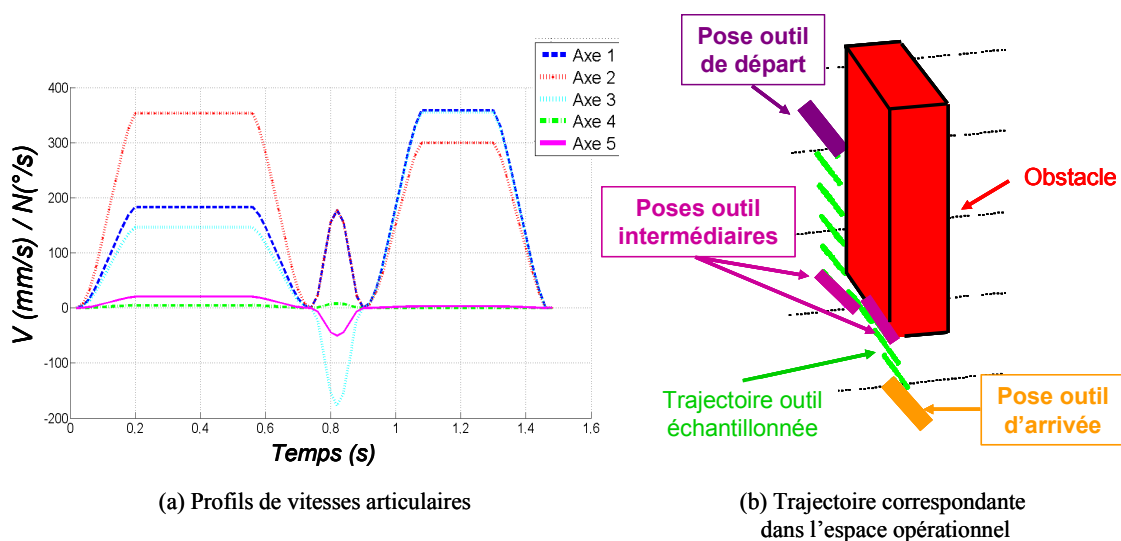 Axe 1
Axe 2
Axe 3
Axe 4
Axe 5
400
300
200
100
0
-100
-200
0
0.2
0.4
0.6
0.8
1
1.2
1.4
1.6
V (mm/s) / N(°/s)
Temps (s)
(a) Profils de vitesses articulaires
Pose outil
de départ
Obstacle
Poses outil
intermédiaires
Trajectoire outil
échantillonnée
Pose outil
d'arrivée
(b) Trajectoire correspondante
dans l'espace opérationnel